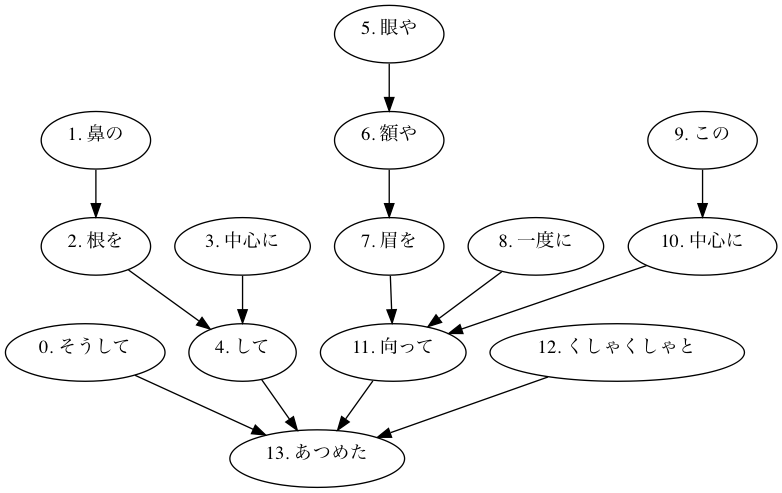 5. 眼や
1. 鼻の
6. 額や
9. この
2. 根を
3. 中心に
7. 眉を
8. 一度に
10. 中心に
0. そうして
4. して
11. 向って
12. くしゃくしゃと
13. あつめた